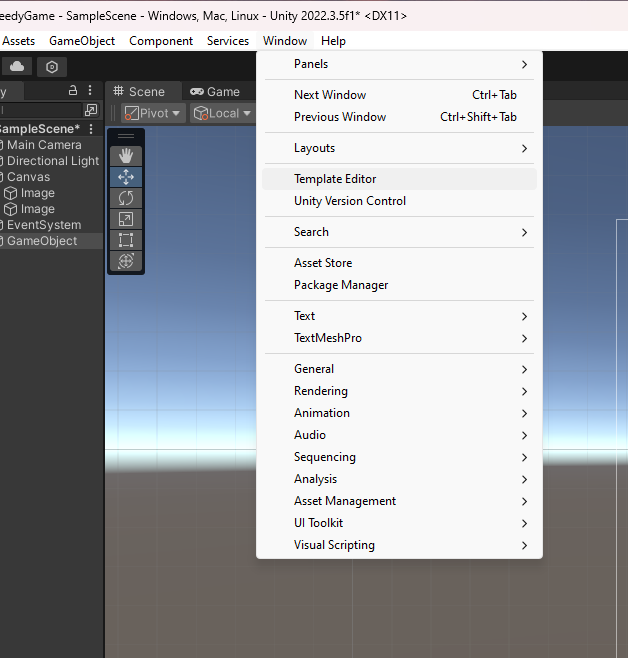 eedyGame - SampleScene - Windows, Mac, Linux - Unity 2022.3.5f1* <DX11>
Assets GameObject Component Services Window Help
y
Scene Game
Pivot Local
SampleScene*
Main Camera
Directional Light
Canvas
Image
Image
EventSystem
GameObject
Panels
Next Window Ctrl+Tab
Previous Window Ctrl+Shift+Tab
Layouts
Template Editor
Unity Version Control
Search
Asset Store
Package Manager
Text
TextMeshPro
General
Rendering
Animation
Audio
Sequencing
Analysis
Asset Management
UI Toolkit
Visual Scripting